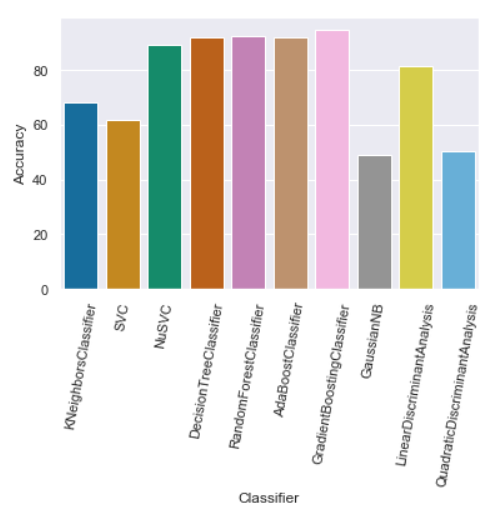 Accuracy
80
60
40
20
0
KNeighborsClassifier
SVC
NuSVC
DecisionTreeClassifier
RandomForestClassifier
AdaBoostClassifier
GradientBoostingClassifier
GaussianNB
LinearDiscriminantAnalysis
QuadraticDiscriminantAnalysis
Classifier